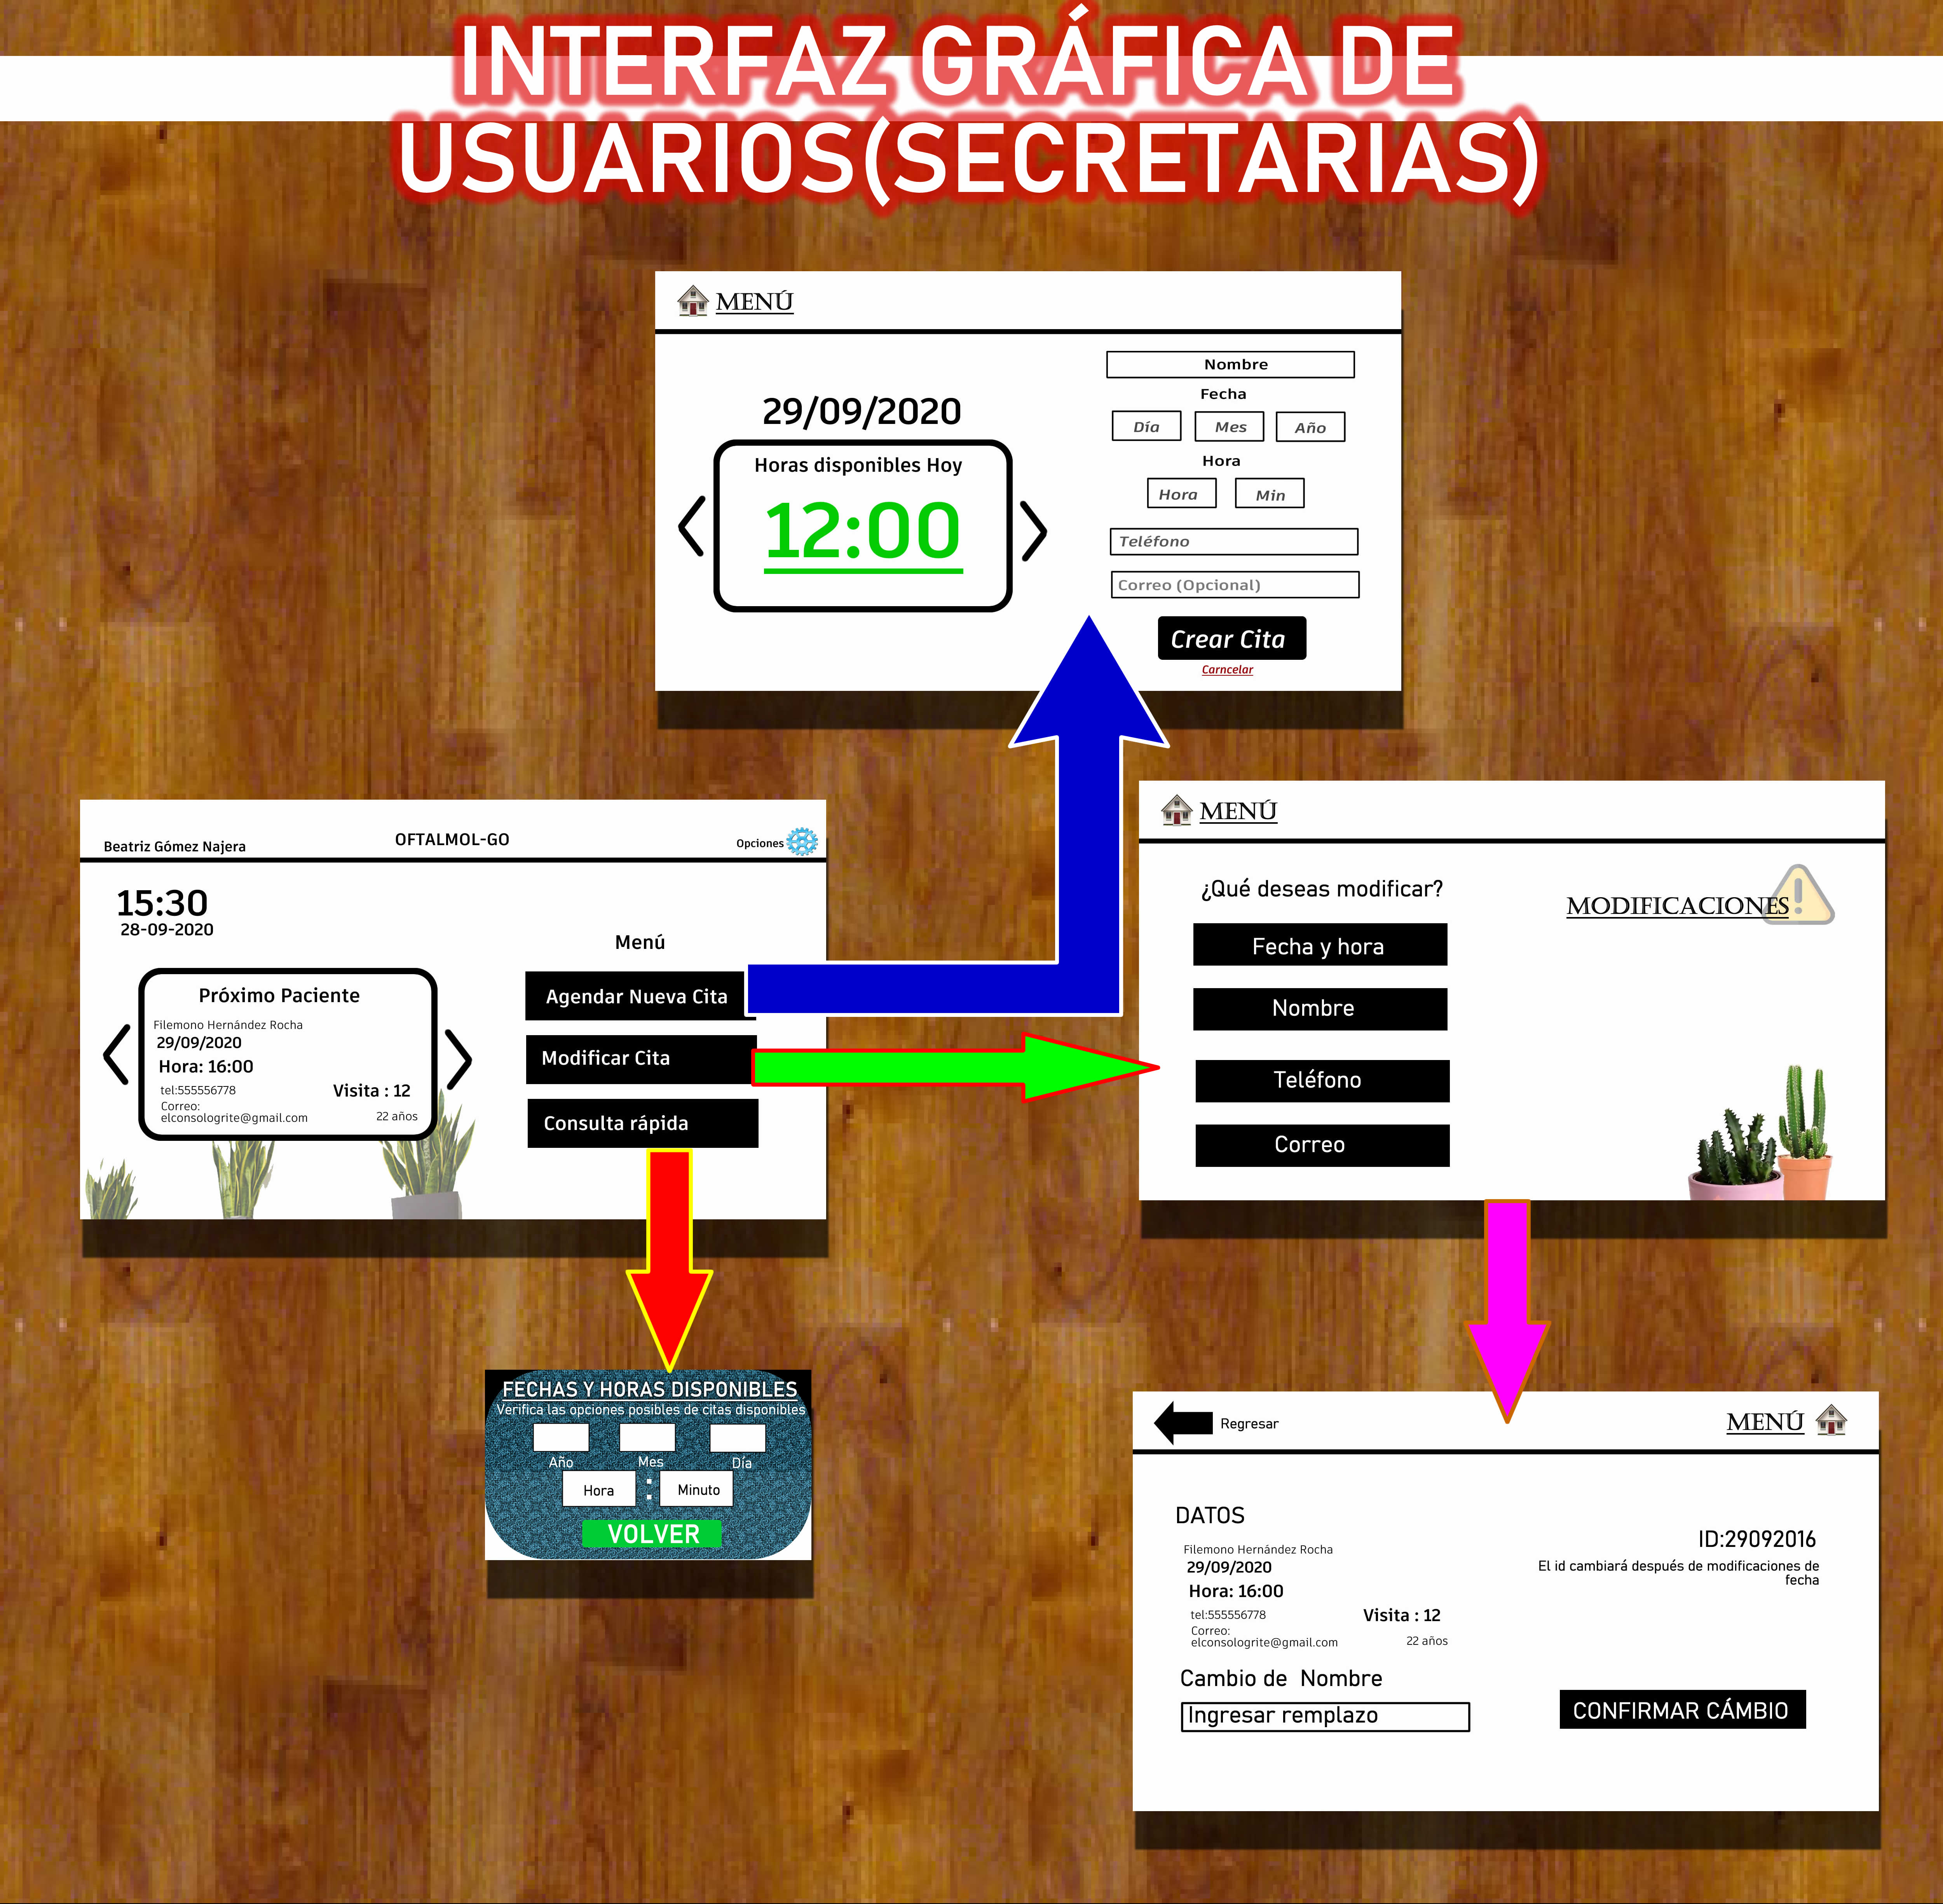 INTERFAZ GRÁFICA DE
USUARIOS(SECRETARIAS)
MENÚ
29/09/2020
Horas disponibles Hoy
12:00
Nombre
Fecha
Día Mes Año
Hora
Hora Min
Teléfono
Correo (Opcional)
Crear Cita
Carncelar
Beatriz Gómez Najera
OFTALMOL-GO
Opciones
15:30
28-09-2020
Próximo Paciente
Filemono Hernández Rocha
29/09/2020
Hora: 16:00
tel:555556778
Visita : 12
Correo:
elconsologrite@gmail.com
22 años
Menú
Agendar Nueva Cita
Modificar Cita
Consulta rápida
MENÚ
¿Qué deseas modificar?
MODIFICACIONES
Fecha y hora
Nombre
Teléfono
Correo
FECHAS Y HORAS DISPONIBLES
Verifica las opciones posibles de citas disponibles
Año Mes Día
Hora : Minuto
VOLVER
Regresar
MENÚ
DATOS
Filemono Hernández Rocha
29/09/2020
Hora: 16:00
tel:555556778
Visita : 12
Correo:
elconsologrite@gmail.com
22 años
ID:29092016
El id cambiará después de modificaciones de
fecha
Cambio de Nombre
Ingresar remplazo
CONFIRMAR CÁMBIO